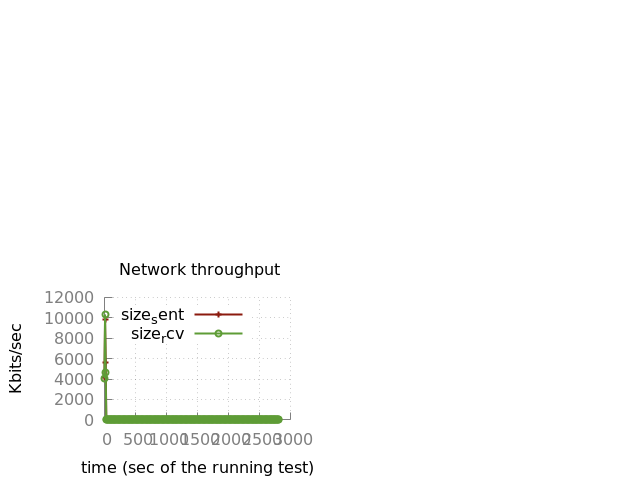 Network throughput
12000
10000
8000
6000
4000
2000
0
Kbits/sec
size_sent
size_rcv
0 500 1000 1500 2000 2500 3000
time (sec of the running test)